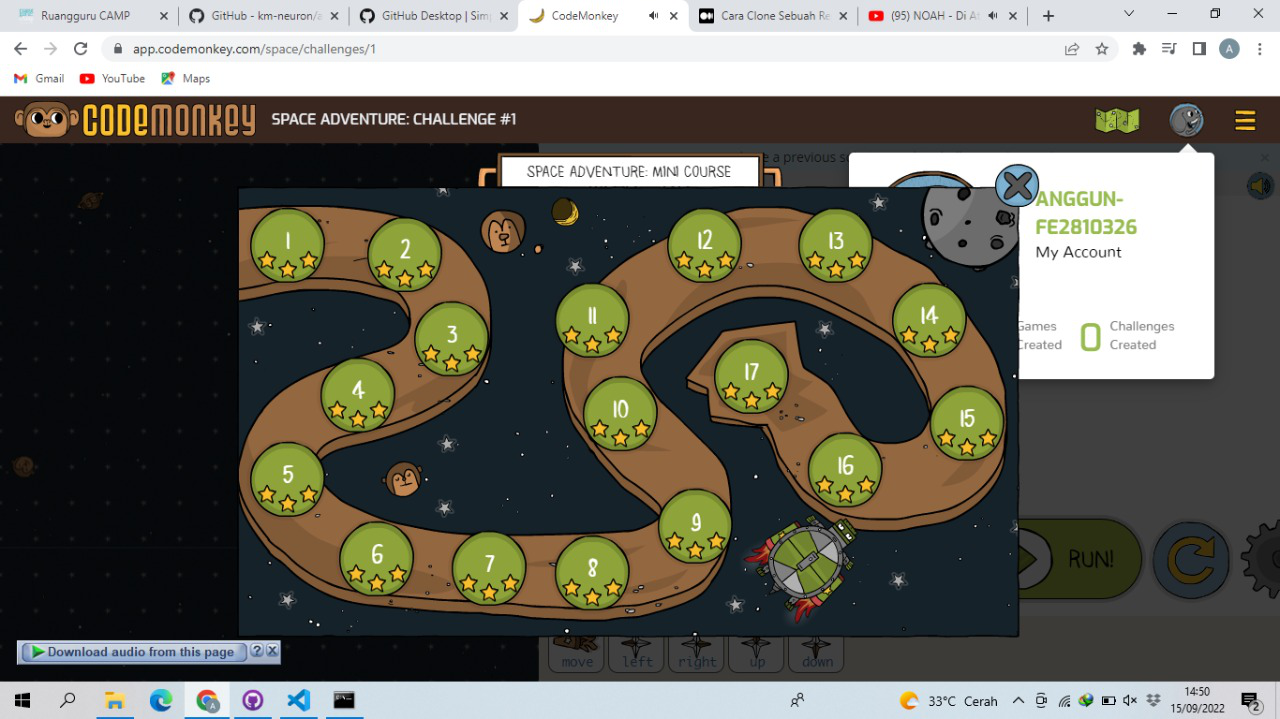 Ruangguru CAMP
GitHub - km-neuron/a
GitHub Desktop | Sim
CodeMonkey
Cara Clone Sebuah Re
(95) NOAH - Di A
app.codemonkey.com/space/challenges/1
A
Gmail
YouTube
Maps
CODEMONKEY
SPACE ADVENTURE: CHALLENGE #1
e a previous s
SPACE ADVENTURE: MINI COURSE
ANGGUN-
FE2810326
My Account
Games
Created
0
Challenges
Created
1
2
3
4
5
6
7
8
9
10
11
12
13
14
15
16
17
RUN!
move
left
right
up
down
Download audio from this page
?
33°C Cerah
14:50
15/09/2022
2